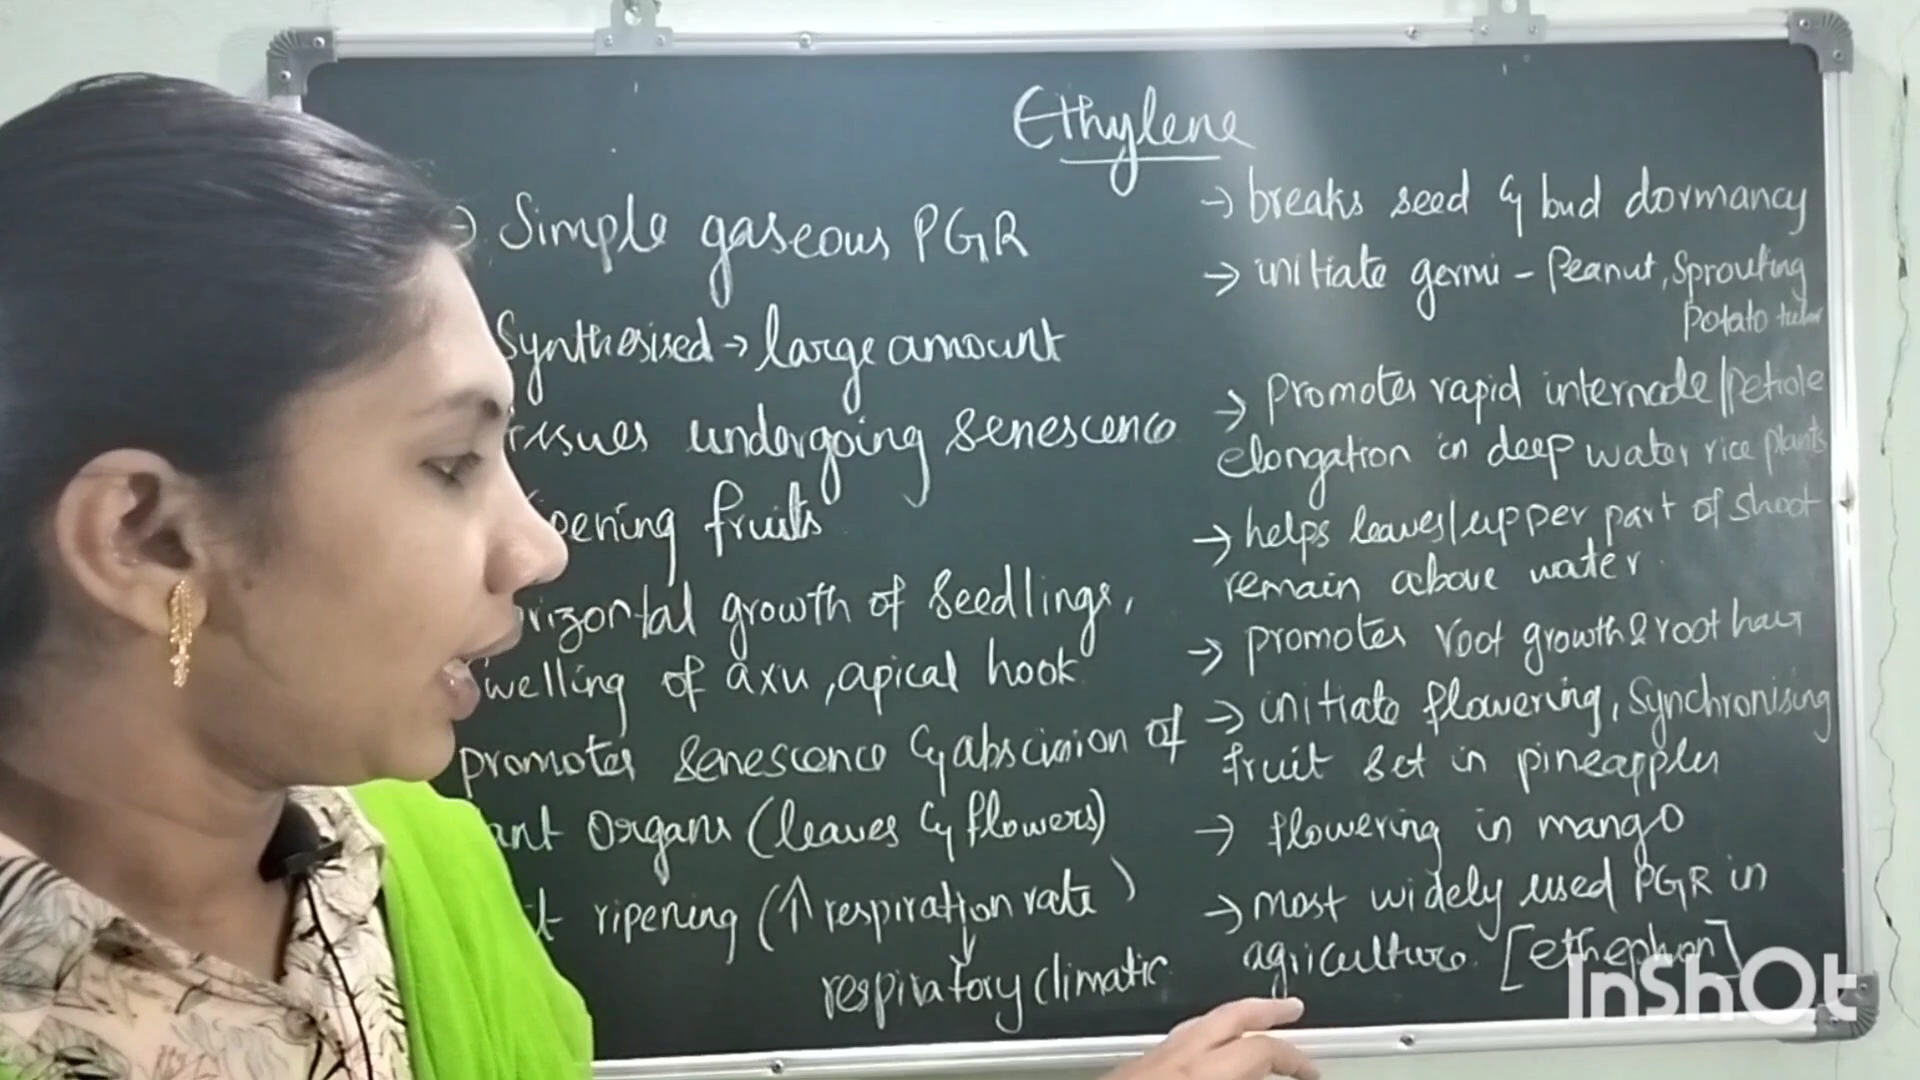 Ethylene
→ Simple gaseous PGR
Synthesised → large amount
tissues undergoing senescence
pening fruits
rizontal growth of seedlings,
welling of axis, apical hook
promotes senescence & abscission of
ant organs (leaves & flowers)
t ripening (↑ respiration rate)
↓
respiratory climatic
→ breaks seed & bud dormancy
→ initiate germi - Peanut, Sprouting
Potato tuber
→ Promotes rapid internode/petiole
elongation in deep water rice plants
→ helps leaves/upper part of shoot
remain above water.
→ promotes root growth & root hair
→ initiate flowering, Synchronising
fruit set in pineapples
→ flowering in mango
→ most widely used PGR in
agriculture. [ethephon]
InShOt